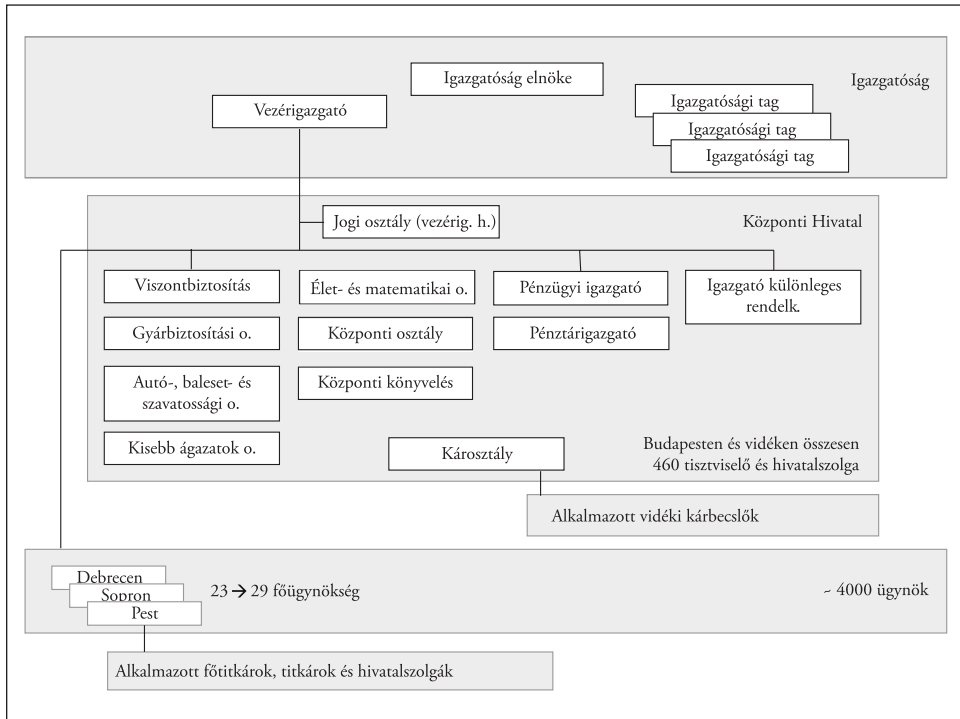 Igazgatóság elnöke
Igazgatóság
Vezérigazgató
Igazgatósági tag
Igazgatósági tag
Igazgatósági tag
Jogi osztály (vezérig. h.)
Központi Hivatal
Viszontbiztosítás
Élet- és matematikai o.
Pénzügyi igazgató
Igazgató különleges
rendelk.
Gyárbiztosítási o.
Központi osztály
Pénztárigazgató
Autó-, baleset- és
szavatossági o.
Központi könyvelés
Kisebb ágazatok o.
Károsztály
Budapesten és vidéken összesen
460 tisztviselő és hivatalszolga
Alkalmazott vidéki kárbecslők
Debrecen
Sopron
Pest
23 → 29 főügynökség
~ 4000 ügynök
Alkalmazott főtitkárok, titkárok és hivatalszolgák